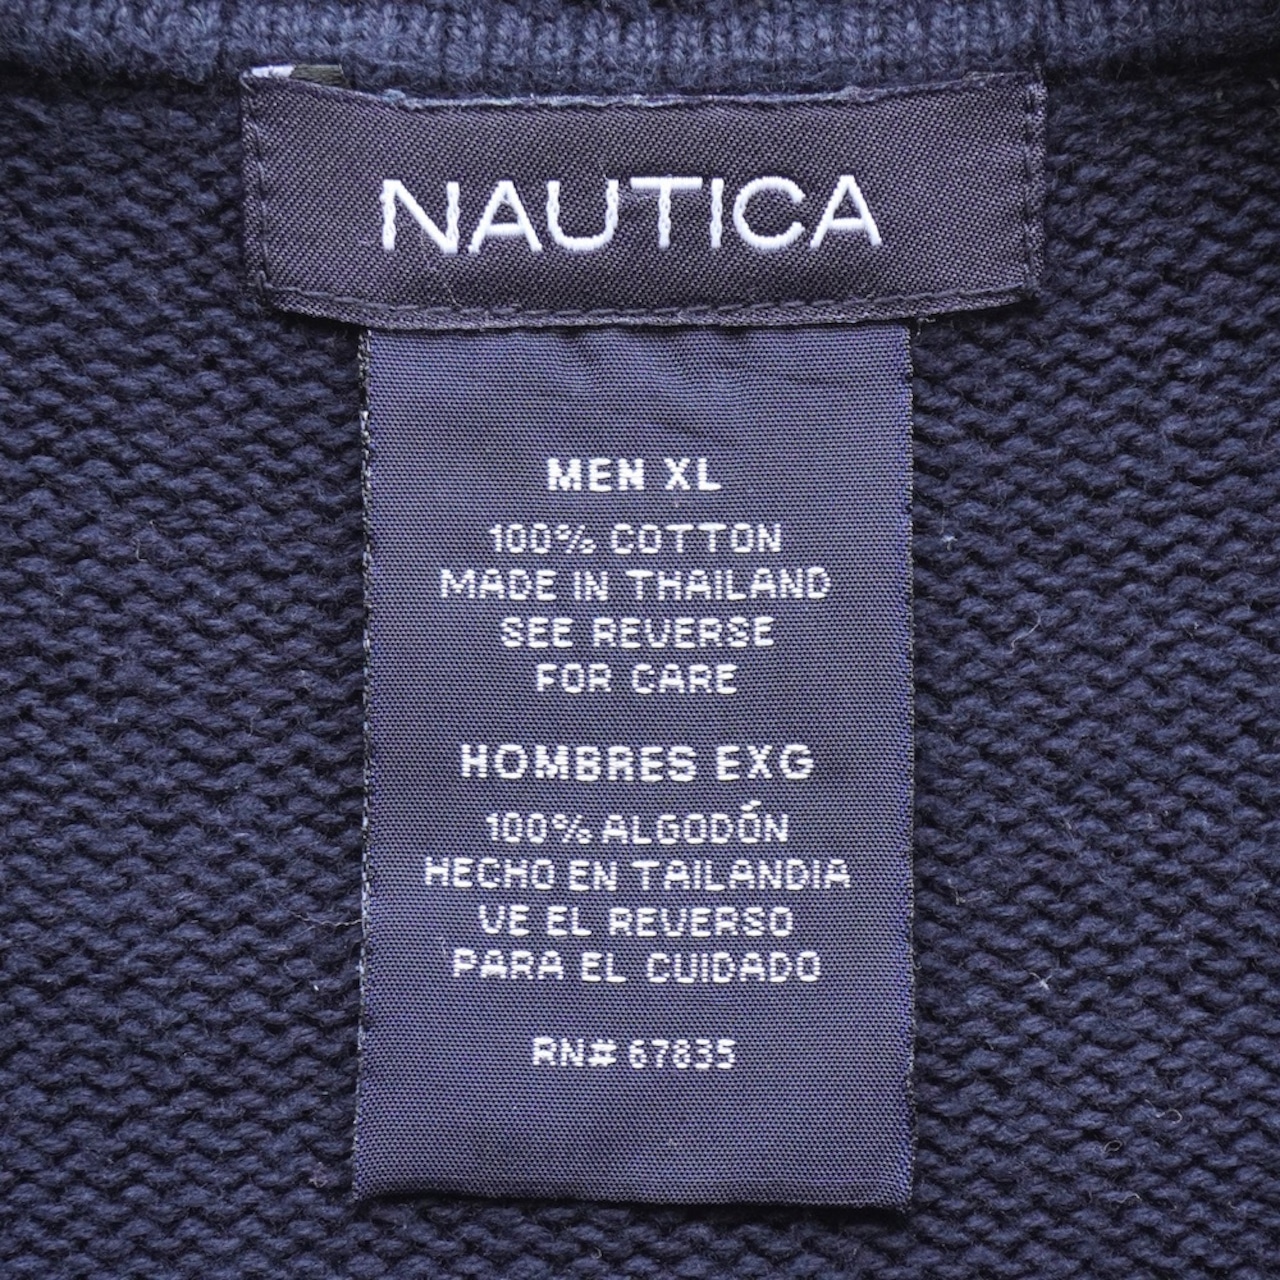 NAUTICA
MEN XL
100% COTTON
MADE IN THAILAND
SEE REVERSE
FOR CARE
HOMBRES EXG
100% ALGODÓN
HECHO EN TAILANDIA
VE EL REVERSO
PARA EL CUIDADO
RN# 67835